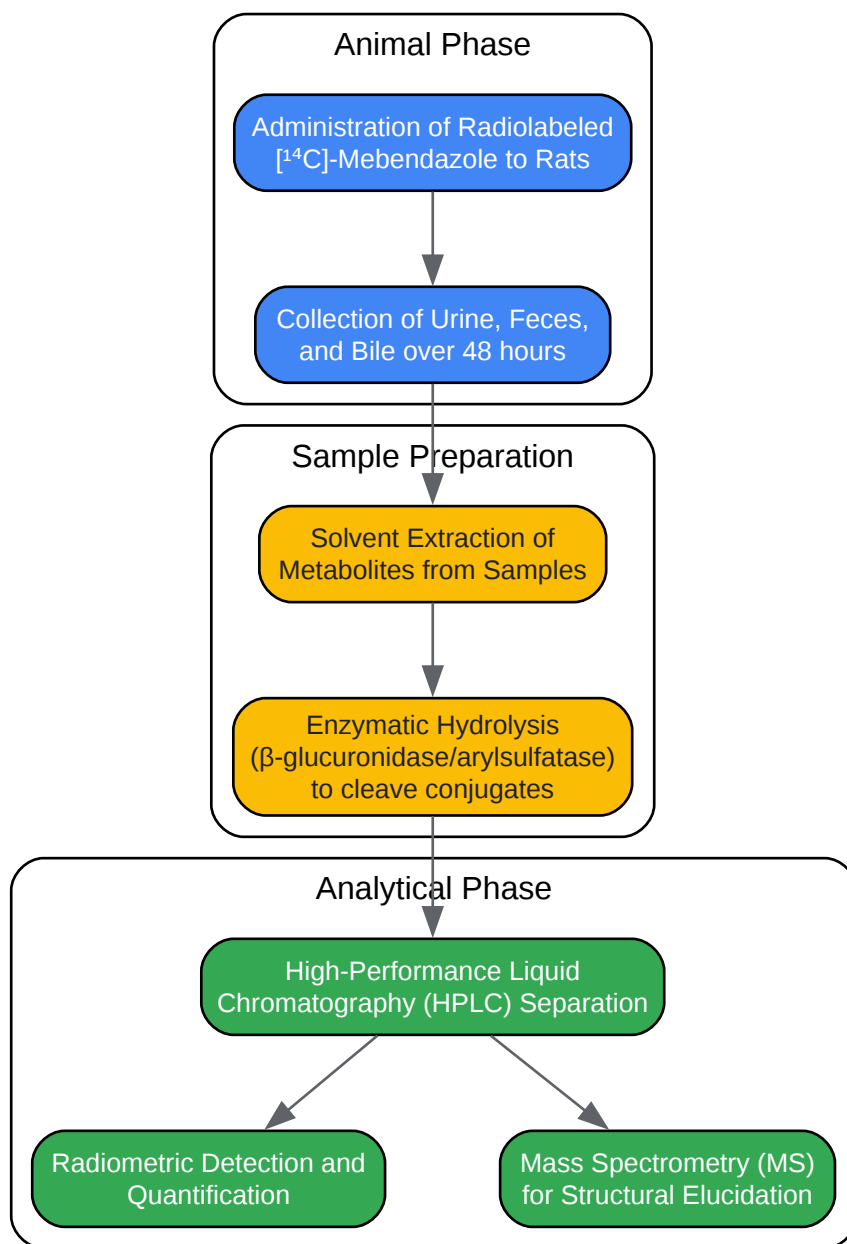 Animal Phase
Administration of Radiolabeled
[¹⁴C]-Mebendazole to Rats
Collection of Urine, Feces,
and Bile over 48 hours
Sample Preparation
Solvent Extraction of
Metabolites from Samples
Enzymatic Hydrolysis
(β-glucuronidase/arylsulfatase)
to cleave conjugates
Analytical Phase
High-Performance Liquid
Chromatography (HPLC) Separation
Radiometric Detection and
Quantification
Mass Spectrometry (MS)
for Structural Elucidation